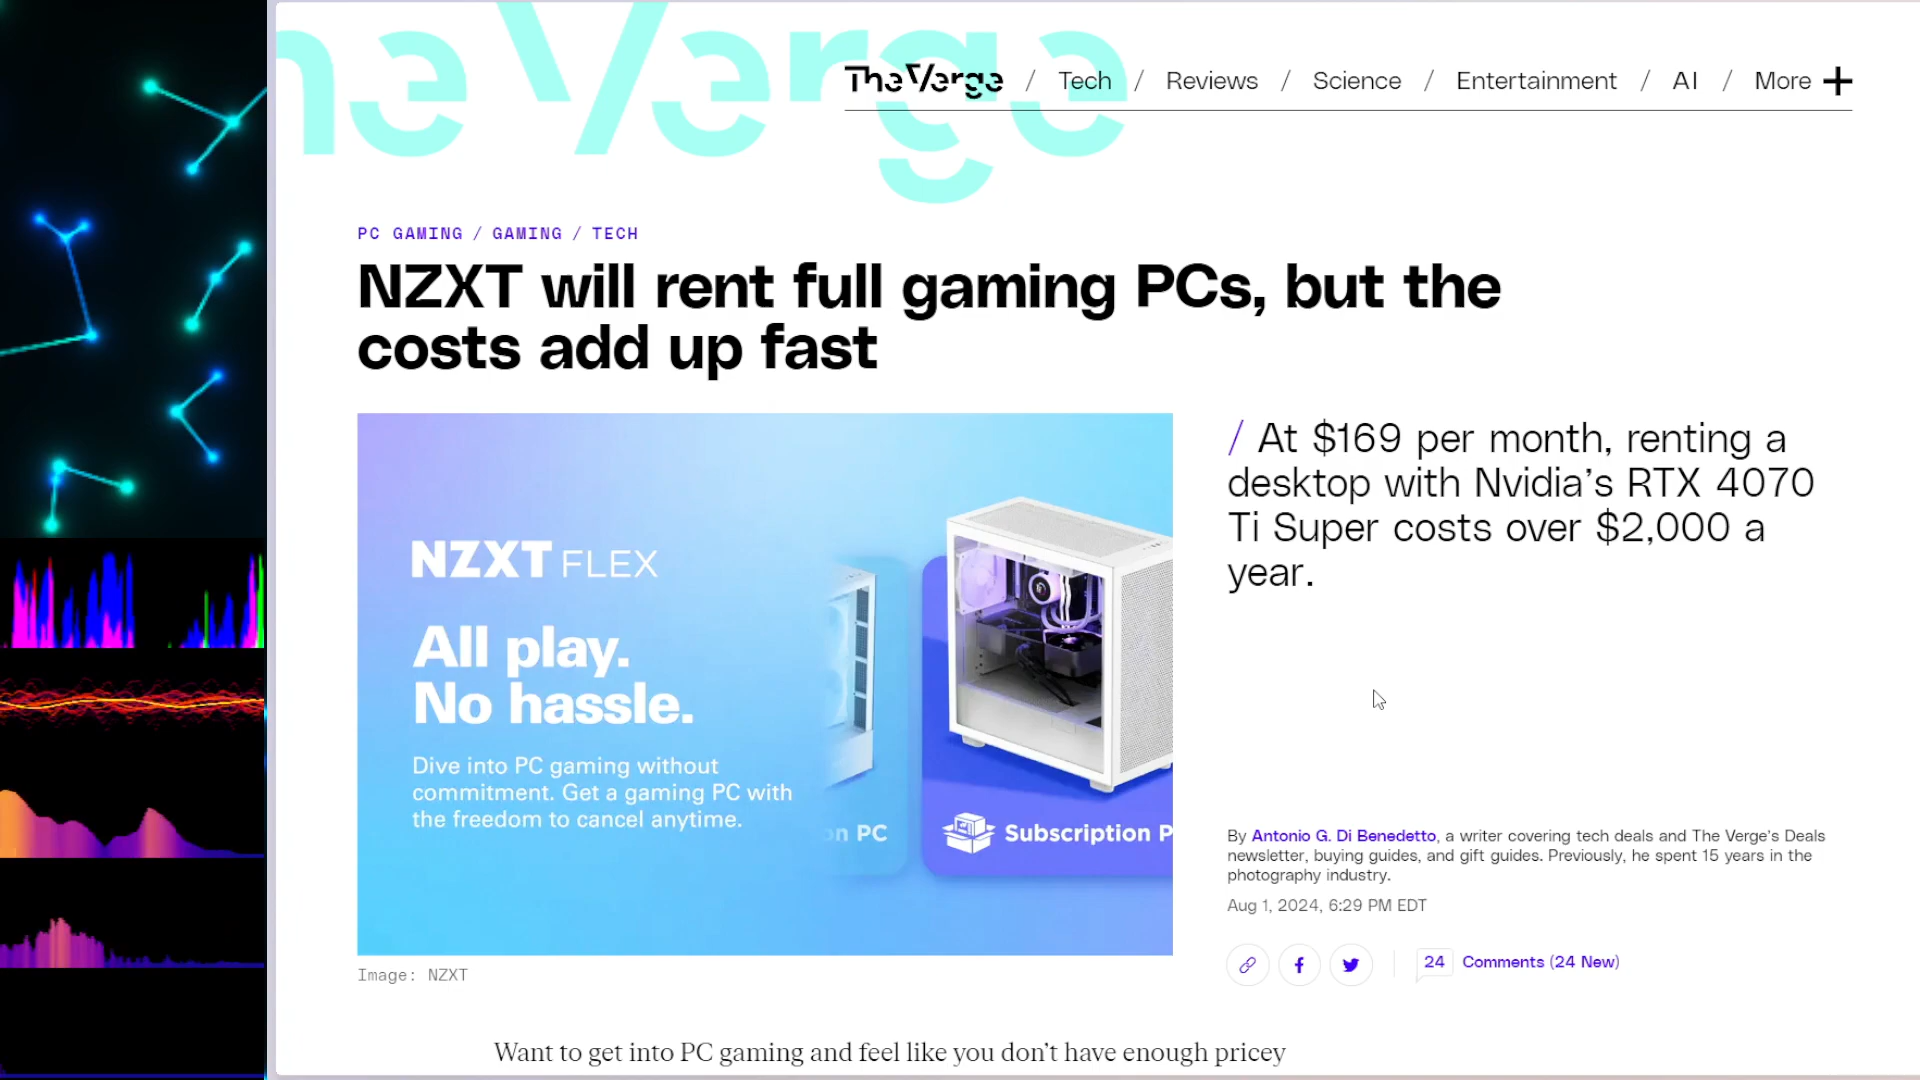 The Verge
The Verge / Tech / Reviews / Science / Entertainment / AI / More +
PC GAMING / GAMING / TECH
NZXT will rent full gaming PCs, but the
costs add up fast
NZXT FLEX
All play.
No hassle.
Dive into PC gaming without
commitment. Get a gaming PC with
the freedom to cancel anytime.
on PC
Subscription P
Image: NZXT
/ At $169 per month, renting a
desktop with Nvidia’s RTX 4070
Ti Super costs over $2,000 a
year.
By Antonio G. Di Benedetto, a writer covering tech deals and The Verge’s Deals
newsletter, buying guides, and gift guides. Previously, he spent 15 years in the
photography industry.
Aug 1, 2024, 6:29 PM EDT
24 Comments (24 New)
Want to get into PC gaming and feel like you don’t have enough pricey